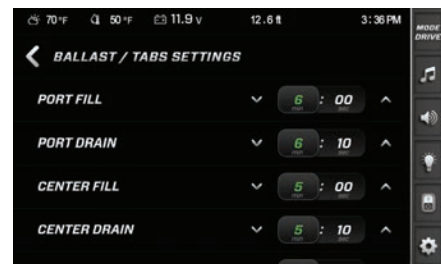 70 °F 50 °F 11.9 V 12.6 ft 3:36 PM
MODE
DRIVE
BALLAST / TABS SETTINGS
PORT FILL 6 min : 00 sec
PORT DRAIN 6 min : 10 sec
CENTER FILL 5 min : 00 sec
CENTER DRAIN 5 min : 10 sec